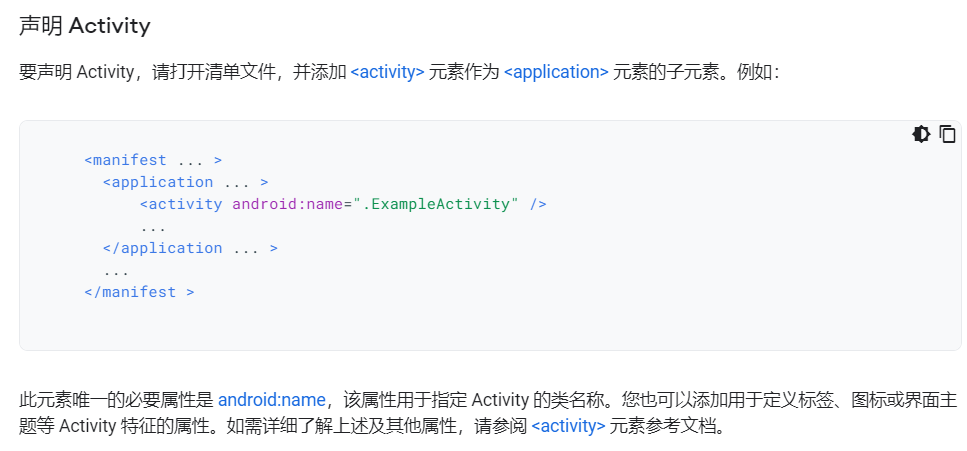 声明 Activity
要声明 Activity，请打开清单文件，并添加 <activity> 元素作为 <application> 元素的子元素。例如：
<manifest ... >
  <application ... >
      <activity android:name=".ExampleActivity" />
      ...
  </application ... >
  ...
</manifest >
此元素唯一的必要属性是 android:name，该属性用于指定 Activity 的类名称。您也可以添加用于定义标签、图标或界面主
题等 Activity 特征的属性。如需详细了解上述及其他属性，请参阅 <activity> 元素参考文档。